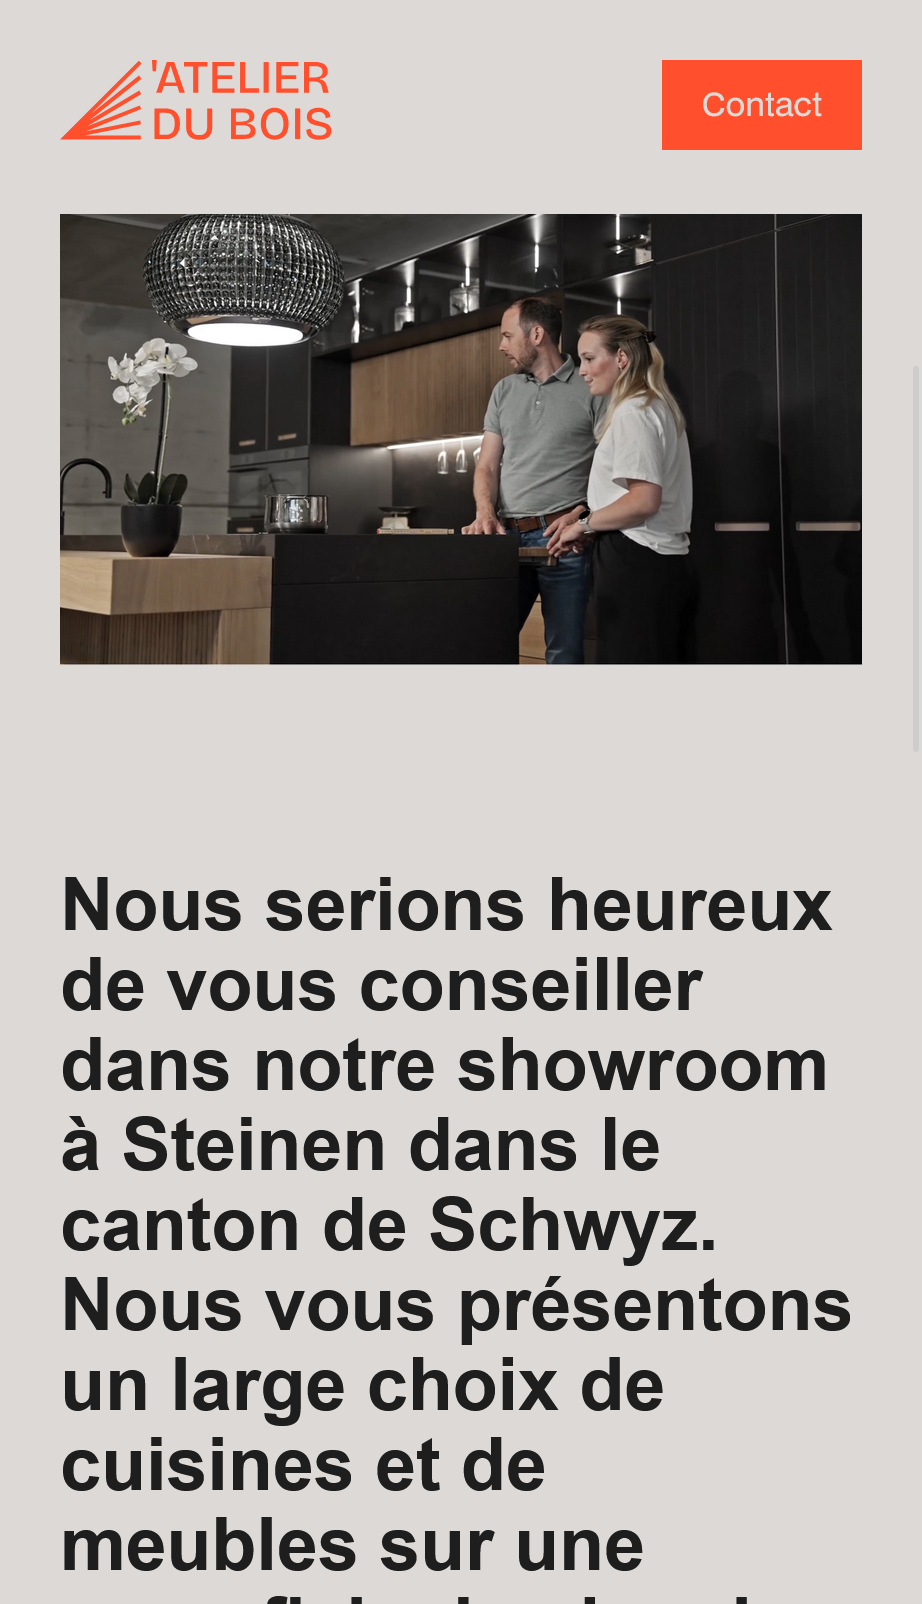 'ATELIER
DU BOIS
Contact
Nous serions heureux
de vous conseiller
dans notre showroom
à Steinen dans le
canton de Schwyz.
Nous vous présentons
un large choix de
cuisines et de
meubles sur une